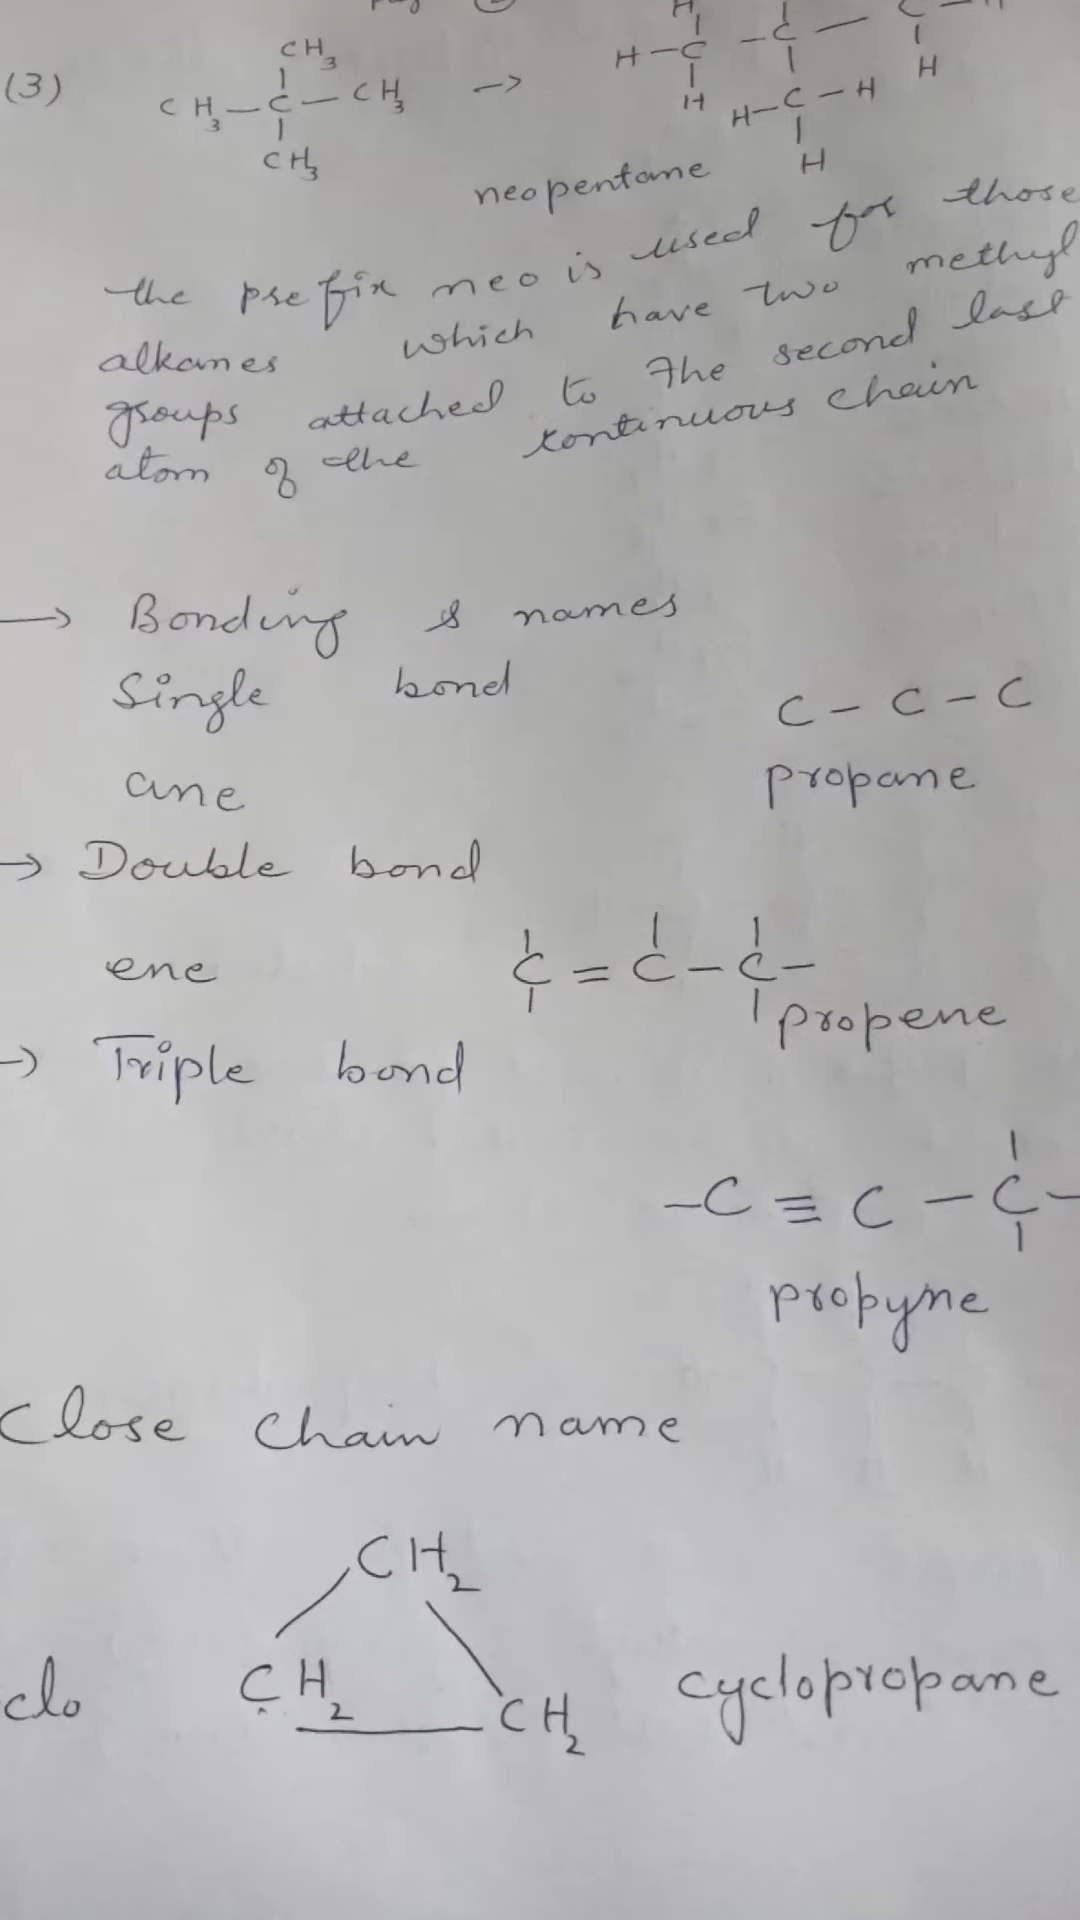 (3)
CH3
CH3 — C — CH3 →
CH3
H
H — C — C — C — H
H H
H — C — H
H
neopentane
the prefix neo is used for those
alkanes which have two methyl
groups attached to the second last
atom of the continuous chain
→ Bonding & names
Single bond
C - C - C
ane
propane
→ Double bond
ene
C = C - C -
propene
→ Triple bond
-C ≡ C - C -
propyne
Close chain name
CH2
clo CH2 — CH2 cyclopropane